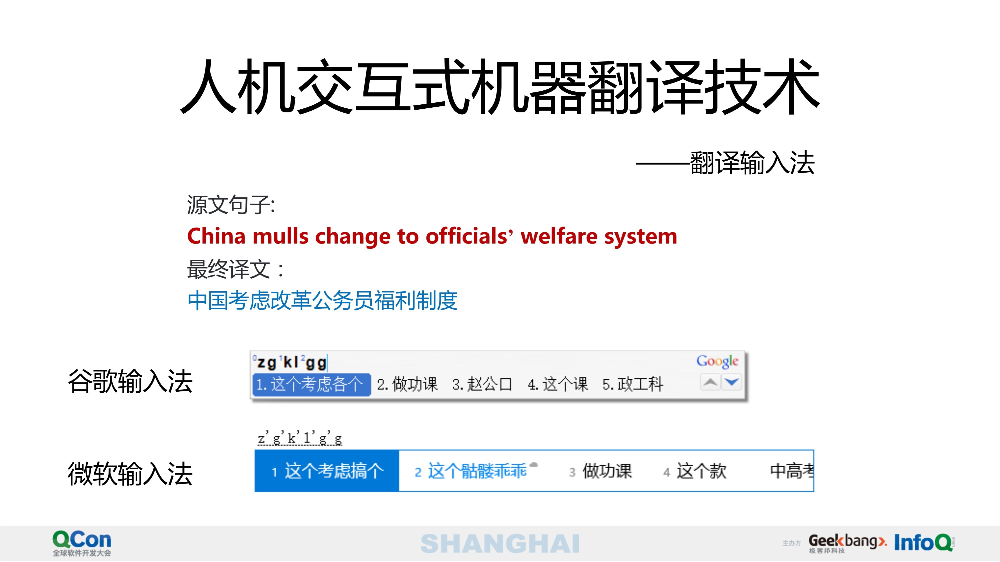 人机交互式机器翻译技术
——翻译输入法
源文句子:
China mulls change to officials’ welfare system
最终译文：
中国考虑改革公务员福利制度
谷歌输入法
0zg1kl2gg
Google
1.这个考虑各个 2.做功课 3.赵公口 4.这个课 5.政工科
微软输入法
z'g'k'l'g'g
1 这个考虑搞个 2 这个骷髅乖乖 3 做功课 4 这个款 中高考
QCon
全球软件开发大会
SHANGHAI
主办方
Geekbang>.
极客邦科技
InfoQ